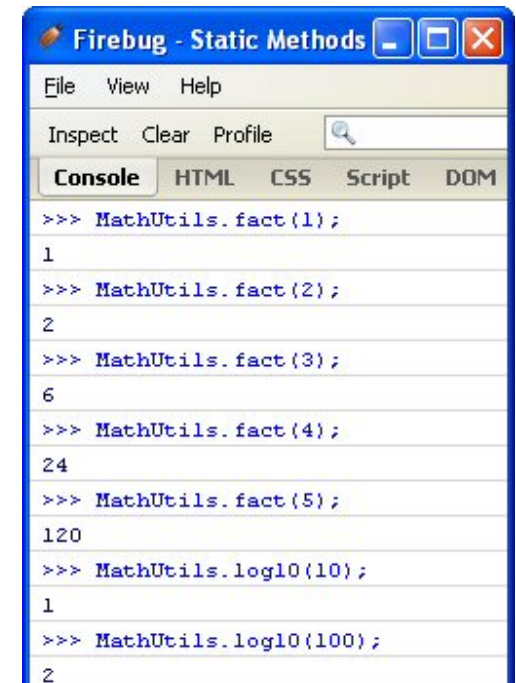 Firebug - Static Methods
File View Help
Inspect Clear Profile
Console HTML CSS Script DOM
>>> MathUtils.fact(1);
1
>>> MathUtils.fact(2);
2
>>> MathUtils.fact(3);
6
>>> MathUtils.fact(4);
24
>>> MathUtils.fact(5);
120
>>> MathUtils.log10(10);
1
>>> MathUtils.log10(100);
2